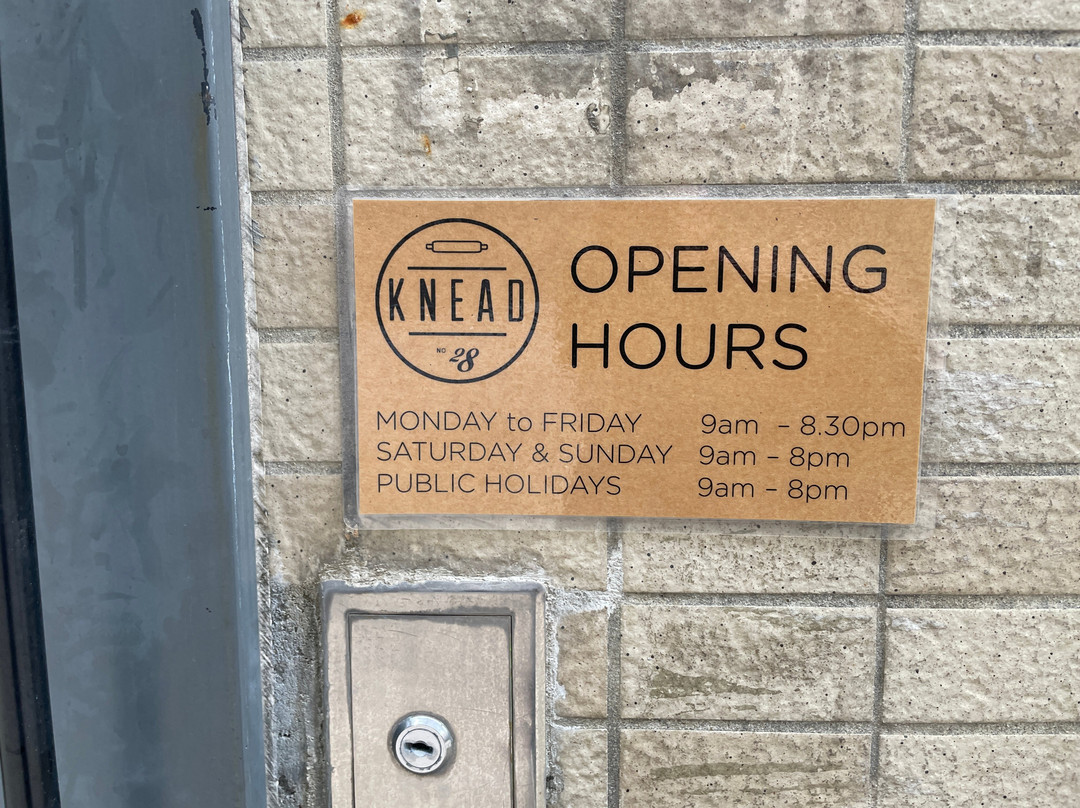 KNEAD
NO 28
OPENING
HOURS
MONDAY to FRIDAY 9am – 8.30pm
SATURDAY & SUNDAY 9am – 8pm
PUBLIC HOLIDAYS 9am – 8pm